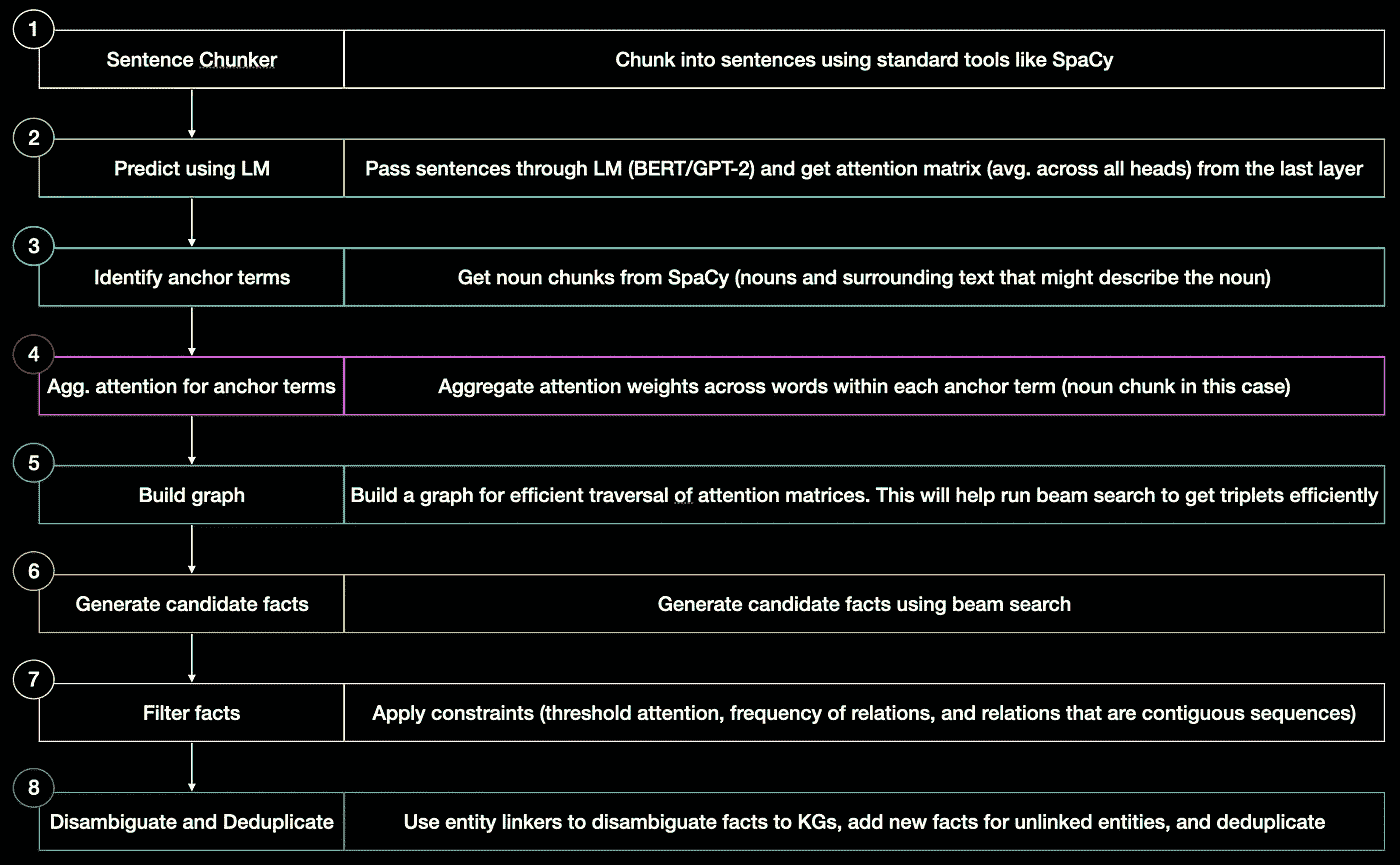 1
Sentence Chunker
Chunk into sentences using standard tools like SpaCy
2
Predict using LM
Pass sentences through LM (BERT/GPT-2) and get attention matrix (avg. across all heads) from the last layer
3
Identify anchor terms
Get noun chunks from SpaCy (nouns and surrounding text that might describe the noun)
4
Agg. attention for anchor terms
Aggregate attention weights across words within each anchor term (noun chunk in this case)
5
Build graph
Build a graph for efficient traversal of attention matrices. This will help run beam search to get triplets efficiently
6
Generate candidate facts
Generate candidate facts using beam search
7
Filter facts
Apply constraints (threshold attention, frequency of relations, and relations that are contiguous sequences)
8
Disambiguate and Deduplicate
Use entity linkers to disambiguate facts to KGs, add new facts for unlinked entities, and deduplicate